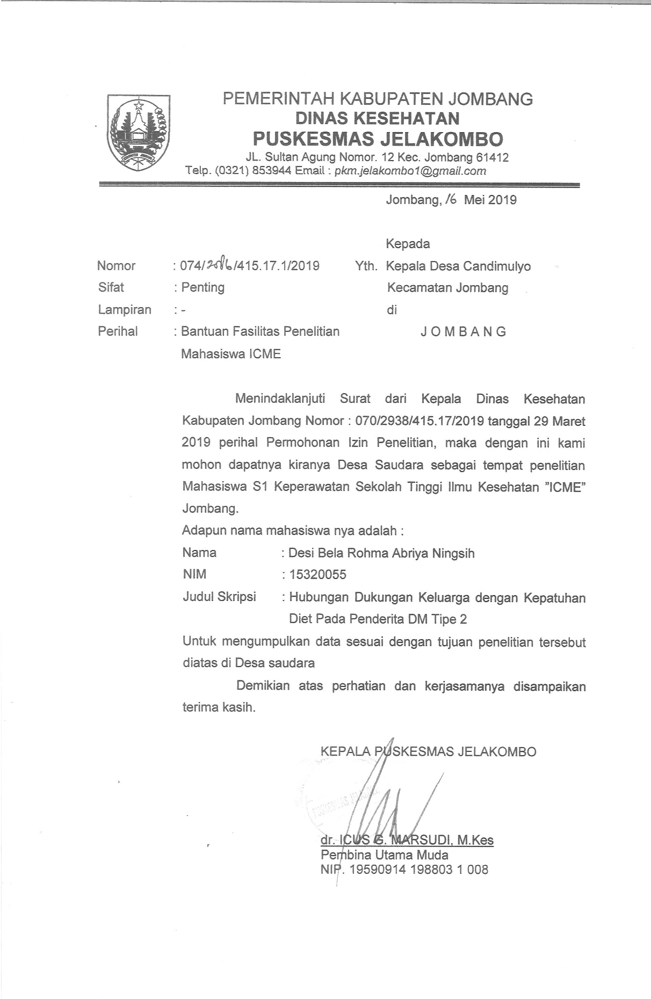 PEMERINTAH KABUPATEN JOMBANG
DINAS KESEHATAN
PUSKESMAS JELAKOMBO
JL. Sultan Agung Nomor. 12 Kec. Jombang 61412
Telp. (0321) 853944 Email : pkm.jelakombo1@gmail.com
Jombang, 16 Mei 2019
Kepada
Nomor : 074/ /415.17.1/2019 Yth. Kepala Desa Candimulyo
Sifat : Penting Kecamatan Jombang
Lampiran : - di
Perihal : Bantuan Fasilitas Penelitian J O M B A N G
Mahasiswa ICME
Menindaklanjuti Surat dari Kepala Dinas Kesehatan
Kabupaten Jombang Nomor : 070/2938/415.17/2019 tanggal 29 Maret
2019 perihal Permohonan Izin Penelitian, maka dengan ini kami
mohon dapatnya kiranya Desa Saudara sebagai tempat penelitian
Mahasiswa S1 Keperawatan Sekolah Tinggi Ilmu Kesehatan ”ICME”
Jombang.
Adapun nama mahasiswa nya adalah :
Nama : Desi Bela Rohma Abriya Ningsih
NIM : 15320055
Judul Skripsi : Hubungan Dukungan Keluarga dengan Kepatuhan
Diet Pada Penderita DM Tipe 2
Untuk mengumpulkan data sesuai dengan tujuan penelitian tersebut
diatas di Desa saudara
Demikian atas perhatian dan kerjasamanya disampaikan
terima kasih.
KEPALA PUSKESMAS JELAKOMBO
dr. ICUS G. MARSUDI, M.Kes
Pembina Utama Muda
NIP. 19590914 198803 1 008